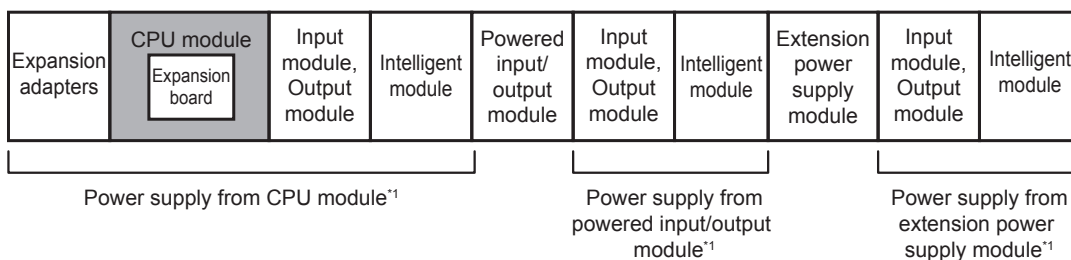 Expansion
adapters
CPU module
Expansion
board
Input
module,
Output
module
Intelligent
module
Powered
input/
output
module
Input
module,
Output
module
Intelligent
module
Extension
power
supply
module
Input
module,
Output
module
Intelligent
module
Power supply from CPU module*1
Power supply from
powered input/output
module*1
Power supply from
extension power
supply module*1